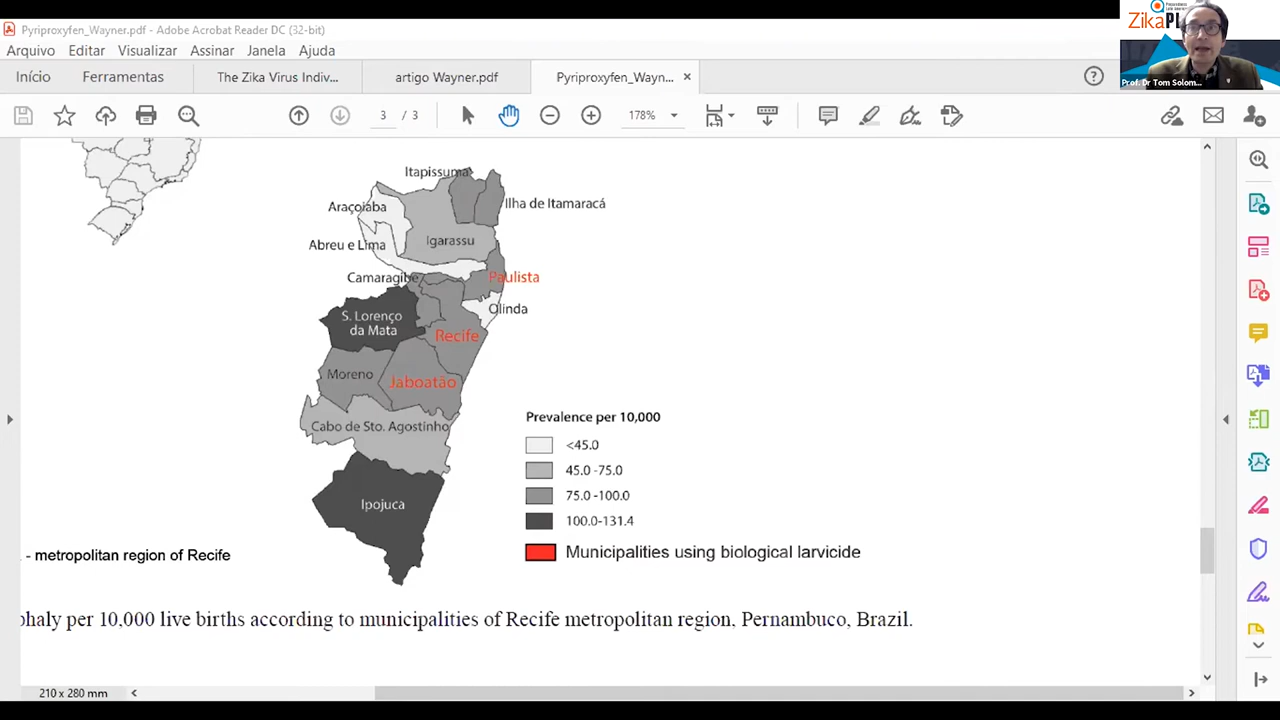 Pyriproxyfen_Wayner.pdf - Adobe Acrobat Reader DC (32-bit)
Arquivo Editar Visualizar Assinar Janela Ajuda
Início Ferramentas The Zika Virus Indiv... artigo Wayner.pdf Pyriproxyfen_Wayn... ×
3 / 3 178%
Prof. Dr Tom Solom...
Itapissuma
Araçoiaba
Ilha de Itamaracá
Abreu e Lima
Igarassu
Camaragibe
Paulista
Olinda
S. Lorenço
da Mata
Recife
Moreno
Jaboatão
Cabo de Sto. Agostinho
Ipojuca
Prevalence per 10,000
<45.0
45.0 -75.0
75.0 -100.0
100.0-131.4
Municipalities using biological larvicide
- metropolitan region of Recife
phaly per 10,000 live births according to municipalities of Recife metropolitan region, Pernambuco, Brazil.
210 x 280 mm